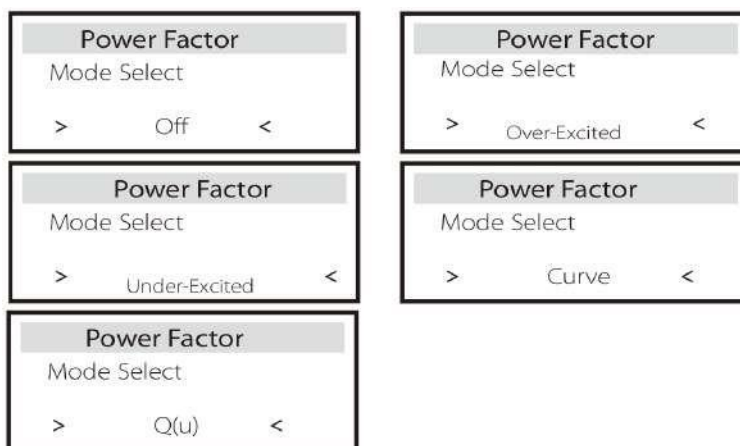 Power Factor
Mode Select
> Off <
Power Factor
Mode Select
> Over-Excited <
Power Factor
Mode Select
> Under-Excited <
Power Factor
Mode Select
> Curve <
Power Factor
Mode Select
> Q(u) <